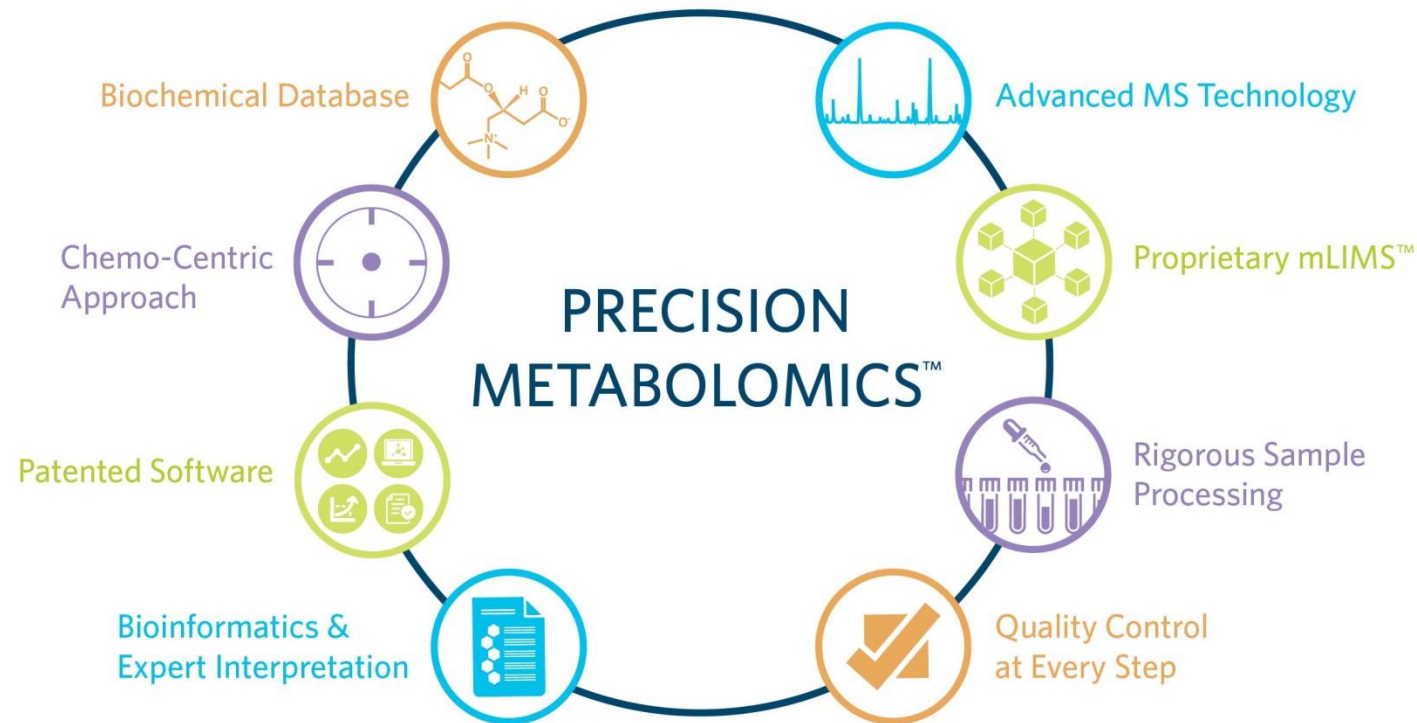 Biochemical Database
Advanced MS Technology
Chemo-Centric
Approach
Proprietary mLIMS™
PRECISION
METABOLOMICS™
Patented Software
Rigorous Sample
Processing
Bioinformatics &
Expert Interpretation
Quality Control
at Every Step
O
O
H
O
O⁻
N⁺